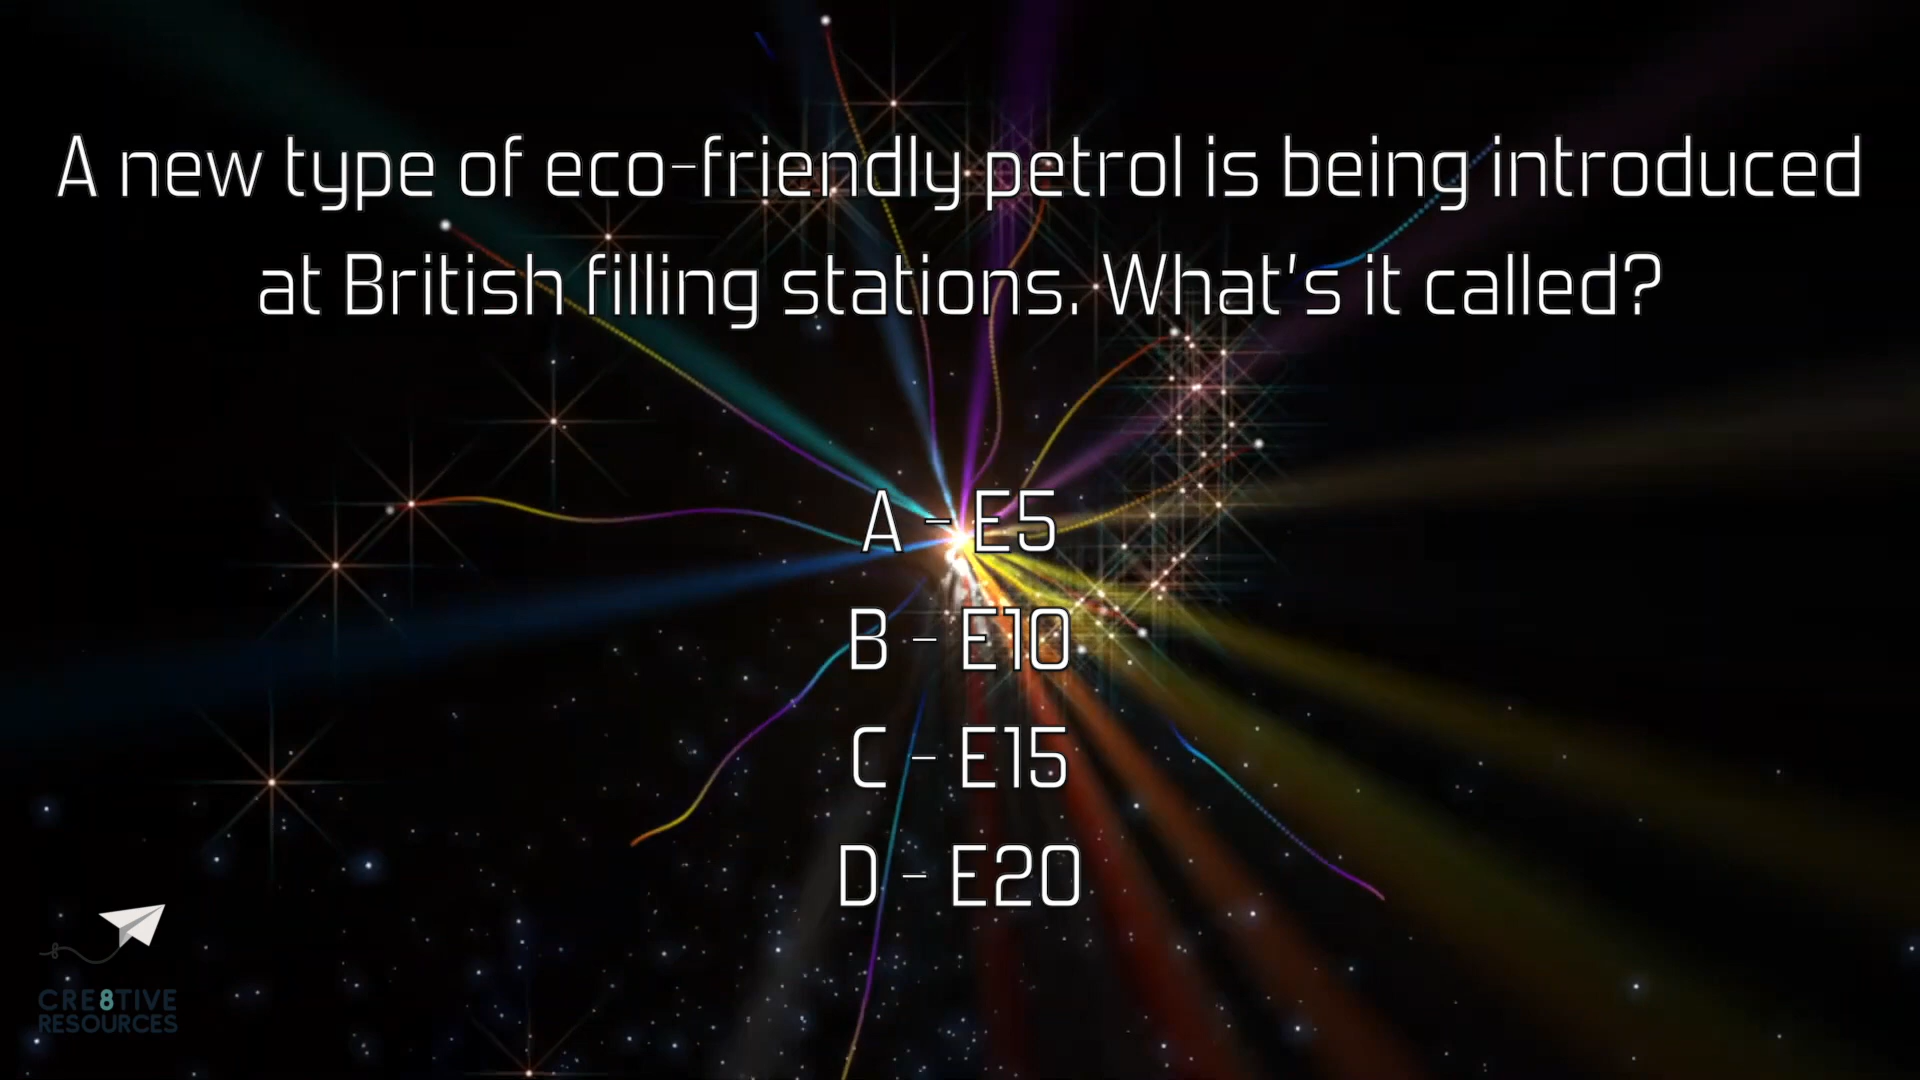 A new type of eco-friendly petrol is being introduced
at British filling stations. What's it called?
A - E5
B - E10
C - E15
D - E20
CRE8TIVE
RESOURCES